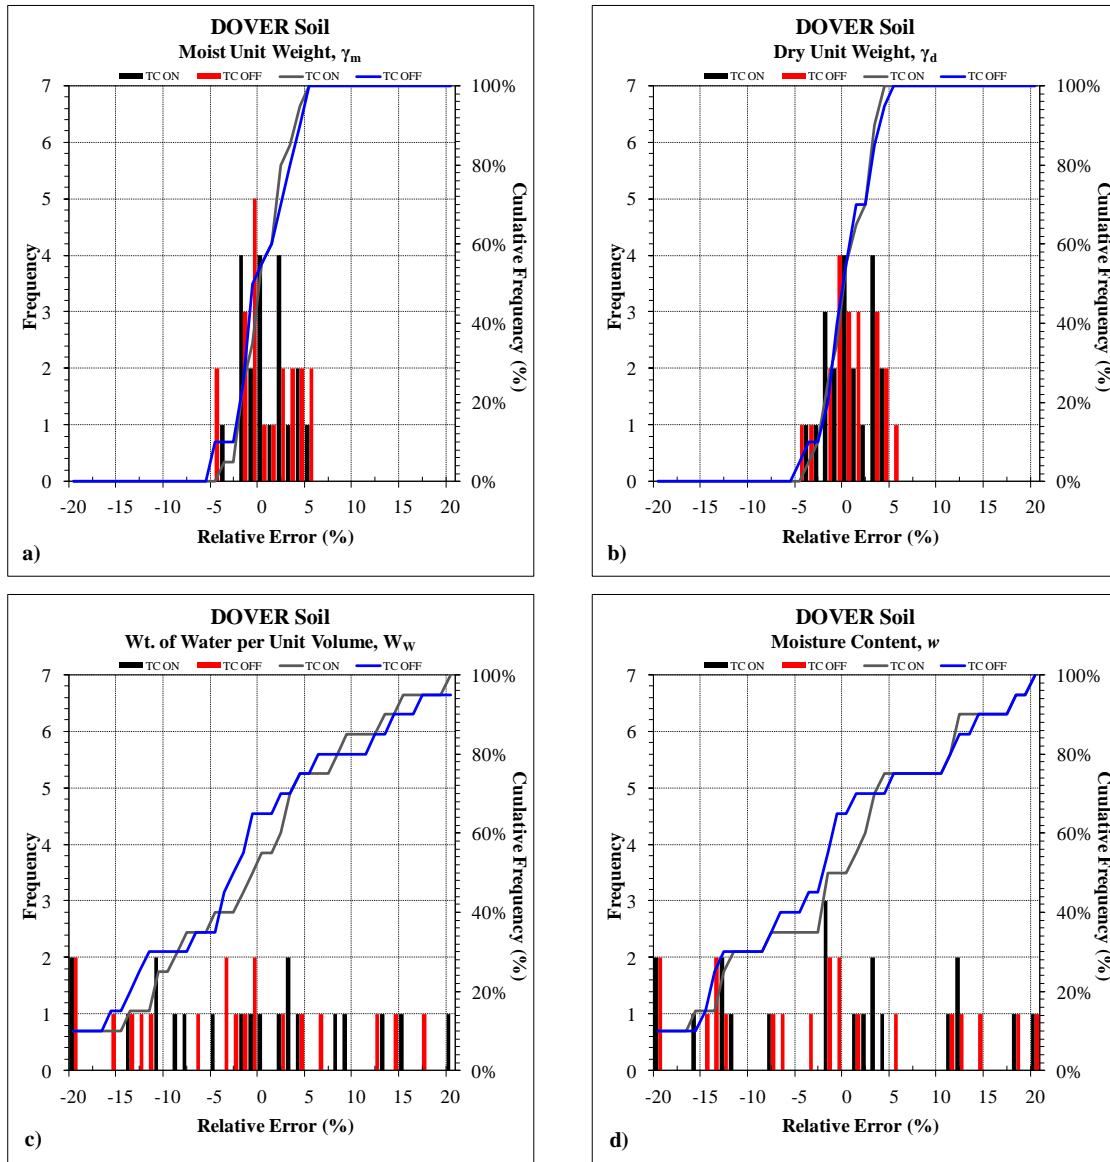 DOVER Soil
Moist Unit Weight, γm
TC ON TC OFF TC ON TC OFF
7 6 5 4 3 2 1 0
Frequency
100% 80% 60% 40% 20% 0%
Cuulative Frequency (%)
-20 -15 -10 -5 0 5 10 15 20
Relative Error (%)
a)
DOVER Soil
Dry Unit Weight, γd
TC ON TC OFF TC ON TC OFF
7 6 5 4 3 2 1 0
Frequency
100% 80% 60% 40% 20% 0%
Cuulative Frequency (%)
-20 -15 -10 -5 0 5 10 15 20
Relative Error (%)
b)
DOVER Soil
Wt. of Water per Unit Volume, WW
TC ON TC OFF TC ON TC OFF
7 6 5 4 3 2 1 0
Frequency
100% 80% 60% 40% 20% 0%
Cuulative Frequency (%)
-20 -15 -10 -5 0 5 10 15 20
Relative Error (%)
c)
DOVER Soil
Moisture Content, w
TC ON TC OFF TC ON TC OFF
7 6 5 4 3 2 1 0
Frequency
100% 80% 60% 40% 20% 0%
Cuulative Frequency (%)
-20 -15 -10 -5 0 5 10 15 20
Relative Error (%)
d)